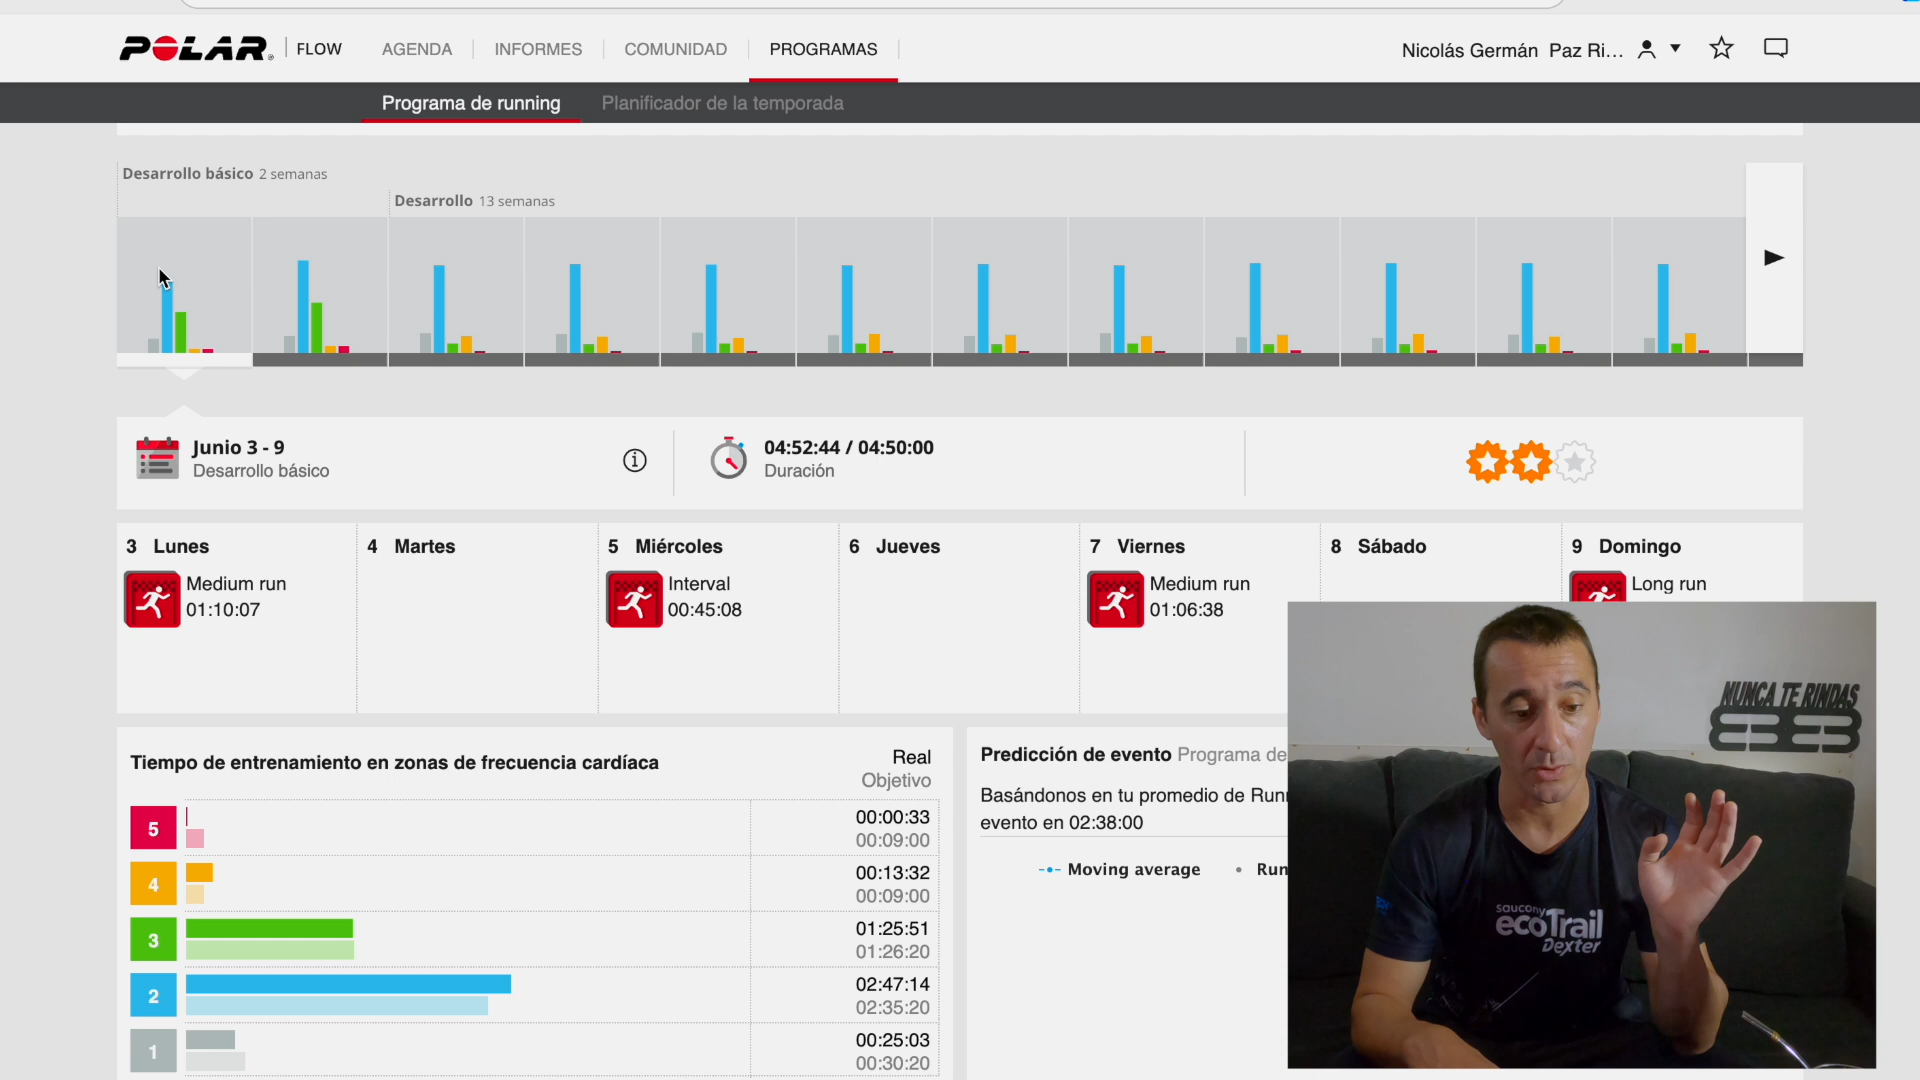 POLAR FLOW AGENDA INFORMES COMUNIDAD PROGRAMAS
Nicolás Germán Paz Ri...
Programa de running Planificador de la temporada
Desarrollo básico 2 semanas
Desarrollo 13 semanas
Junio 3 - 9
Desarrollo básico
04:52:44 / 04:50:00
Duración
3 Lunes
Medium run
01:10:07
4 Martes
5 Miércoles
Interval
00:45:08
6 Jueves
7 Viernes
Medium run
01:06:38
8 Sábado
9 Domingo
Long run
Tiempo de entrenamiento en zonas de frecuencia cardíaca
Real
Objetivo
5
00:00:33
00:09:00
4
00:13:32
00:09:00
3
01:25:51
01:26:20
2
02:47:14
02:35:20
1
00:25:03
00:30:20
Predicción de evento Programa de
Basándonos en tu promedio de Run
evento en 02:38:00
Moving average
Run
NUNCA TE RINDAS
saucony
ecoTrail
Dexter